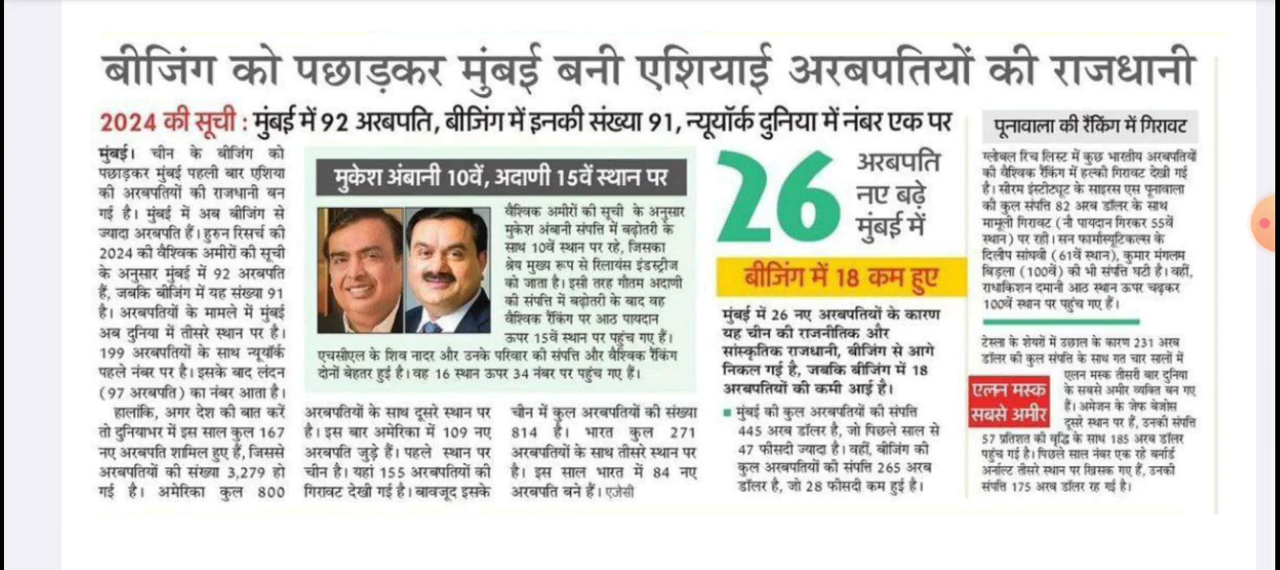 बीजिंग को पछाड़कर मुंबई बनी एशियाई अरबपतियों की राजधानी
2024 की सूची : मुंबई में 92 अरबपति, बीजिंग में इनकी संख्या 91, न्यूयॉर्क दुनिया में नंबर एक पर
मुंबई। चीन के बीजिंग को
पछाड़कर मुंबई पहली बार एशिया
की अरबपतियों की राजधानी बन
गई है। मुंबई में अब बीजिंग से
ज्यादा अरबपति हैं। हुरुन रिसर्च की
2024 की वैश्विक अमीरों की सूची
के अनुसार मुंबई में 92 अरबपति
हैं, जबकि बीजिंग में यह संख्या 91
है। अरबपतियों के मामले में मुंबई
अब दुनिया में तीसरे स्थान पर है।
199 अरबपतियों के साथ न्यूयॉर्क
पहले नंबर पर है। इसके बाद लंदन
(97 अरबपति) का नंबर आता है।
हालांकि, अगर देश की बात करें
तो दुनियाभर में इस साल कुल 167
नए अरबपति शामिल हुए हैं, जिससे
अरबपतियों की संख्या 3,279 हो
गई है। अमेरिका कुल 800
मुकेश अंबानी 10वें, अदाणी 15वें स्थान पर
वैश्विक अमीरों की सूची के अनुसार
मुकेश अंबानी संपत्ति में बढ़ोतरी के
साथ 10वें स्थान पर रहे, जिसका
श्रेय मुख्य रूप से रिलायंस इंडस्ट्रीज
को जाता है। इसी तरह गौतम अदाणी
की संपत्ति में बढ़ोतरी के बाद वह
वैश्विक रैंकिंग पर आठ पायदान
ऊपर 15वें स्थान पर पहुंच गए हैं।
एचसीएल के शिव नादर और उनके परिवार की संपत्ति और वैश्विक रैंकिंग
दोनों बेहतर हुई है। वह 16 स्थान ऊपर 34 नंबर पर पहुंच गए हैं।
अरबपतियों के साथ दूसरे स्थान पर
है। इस बार अमेरिका में 109 नए
अरबपति जुड़े हैं। पहले स्थान पर
चीन है। यहां 155 अरबपतियों की
गिरावट देखी गई है। बावजूद इसके
चीन में कुल अरबपतियों की संख्या
814 है। भारत कुल 271
अरबपतियों के साथ तीसरे स्थान पर
है। इस साल भारत में 84 नए
अरबपति बने हैं। एजेंसी
26 अरबपति
नए बढ़े
मुंबई में
बीजिंग में 18 कम हुए
मुंबई में 26 नए अरबपतियों के कारण
यह चीन की राजनीतिक और
सांस्कृतिक राजधानी, बीजिंग से आगे
निकल गई है, जबकि बीजिंग में 18
अरबपतियों की कमी आई है।
■ मुंबई की कुल अरबपतियों की संपत्ति
445 अरब डॉलर है, जो पिछले साल से
47 फीसदी ज्यादा है। वहीं, बीजिंग की
कुल अरबपतियों की संपत्ति 265 अरब
डॉलर है, जो 28 फीसदी कम हुई है।
पूनावाला की रैंकिंग में गिरावट
ग्लोबल रिच लिस्ट में कुछ भारतीय अरबपतियों
की वैश्विक रैंकिंग में हल्की गिरावट देखी गई
है। सीरम इंस्टीट्यूट के साइरस एस पूनावाला
की कुल संपत्ति 82 अरब डॉलर के साथ
मामूली गिरावट (नौ पायदान गिरकर 55वें
स्थान) पर रही। सन फार्मास्यूटिकल्स के
दिलीप सांघवी (61वें स्थान), कुमार मंगलम
बिड़ला (100वें) की भी संपत्ति घटी है। वहीं,
राधाकिशन दमानी आठ स्थान ऊपर चढ़कर
100वें स्थान पर पहुंच गए हैं।
टेस्ला के शेयरों में उछाल के कारण 231 अरब
डॉलर की कुल संपत्ति के साथ गत चार सालों में
एलन मस्क
सबसे अमीर
एलन मस्क तीसरी बार दुनिया
के सबसे अमीर व्यक्ति बन गए
हैं। अमेजन के जेफ बेजोस
दूसरे स्थान पर हैं, उनकी संपत्ति
57 प्रतिशत की वृद्धि के साथ 185 अरब डॉलर
पहुंच गई है। पिछले साल नंबर एक रहे बर्नार्ड
अर्नाल्ट तीसरे स्थान पर खिसक गए हैं, उनकी
संपत्ति 175 अरब डॉलर रह गई है।